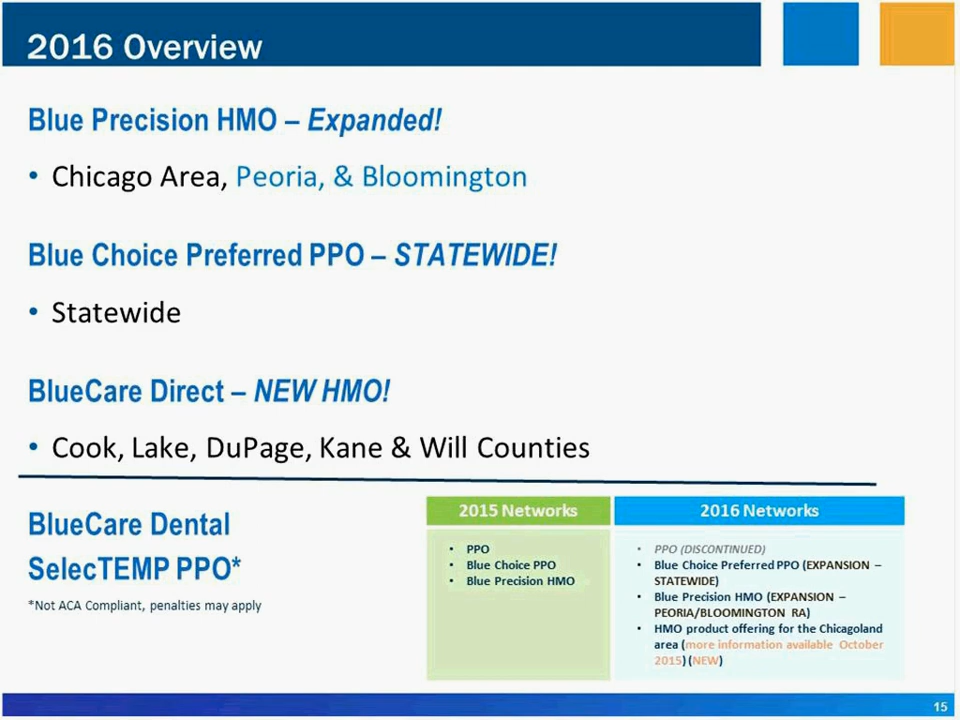 2016 Overview
Blue Precision HMO – Expanded!
• Chicago Area, Peoria, & Bloomington
Blue Choice Preferred PPO – STATEWIDE!
• Statewide
BlueCare Direct – NEW HMO!
• Cook, Lake, DuPage, Kane & Will Counties
BlueCare Dental
SelecTEMP PPO*
*Not ACA Compliant, penalties may apply
2015 Networks
• PPO
• Blue Choice PPO
• Blue Precision HMO
2016 Networks
• PPO (DISCONTINUED)
• Blue Choice Preferred PPO (EXPANSION –
STATEWIDE)
• Blue Precision HMO (EXPANSION –
PEORIA/BLOOMINGTON RA)
• HMO product offering for the Chicagoland
area (more information available October
2015) (NEW)
15